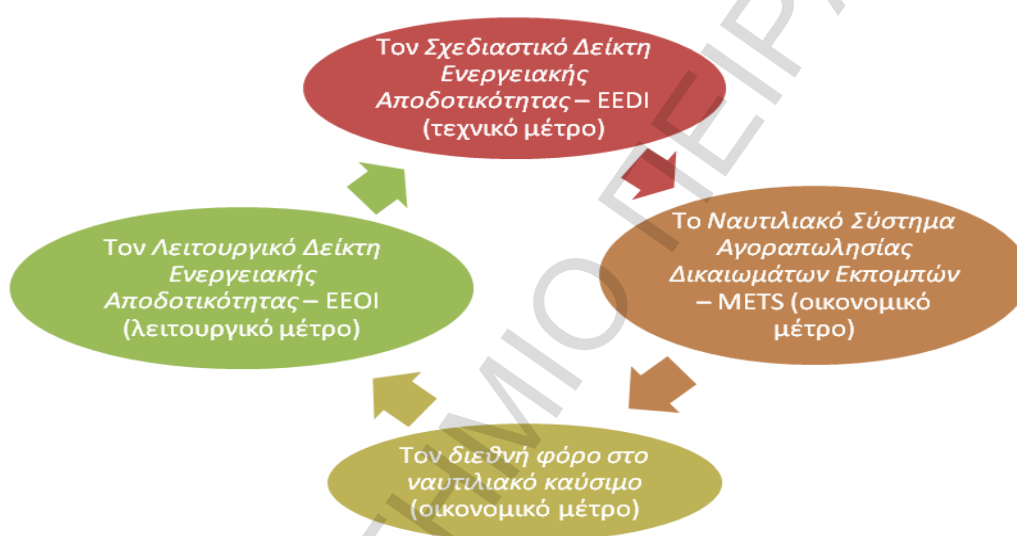 Τον Σχεδιαστικό Δείκτη
Ενεργειακής
Αποδοτικότητας – EEDI
(τεχνικό μέτρο)
Τον Λειτουργικό Δείκτη
Ενεργειακής
Αποδοτικότητας – EEOI
(λειτουργικό μέτρο)
Το Ναυτιλιακό Σύστημα
Αγοραπωλησίας
Δικαιωμάτων Εκπομπών
– METS (οικονομικό
μέτρο)
Τον διεθνή φόρο στο
ναυτιλιακό καύσιμο
(οικονομικό μέτρο)